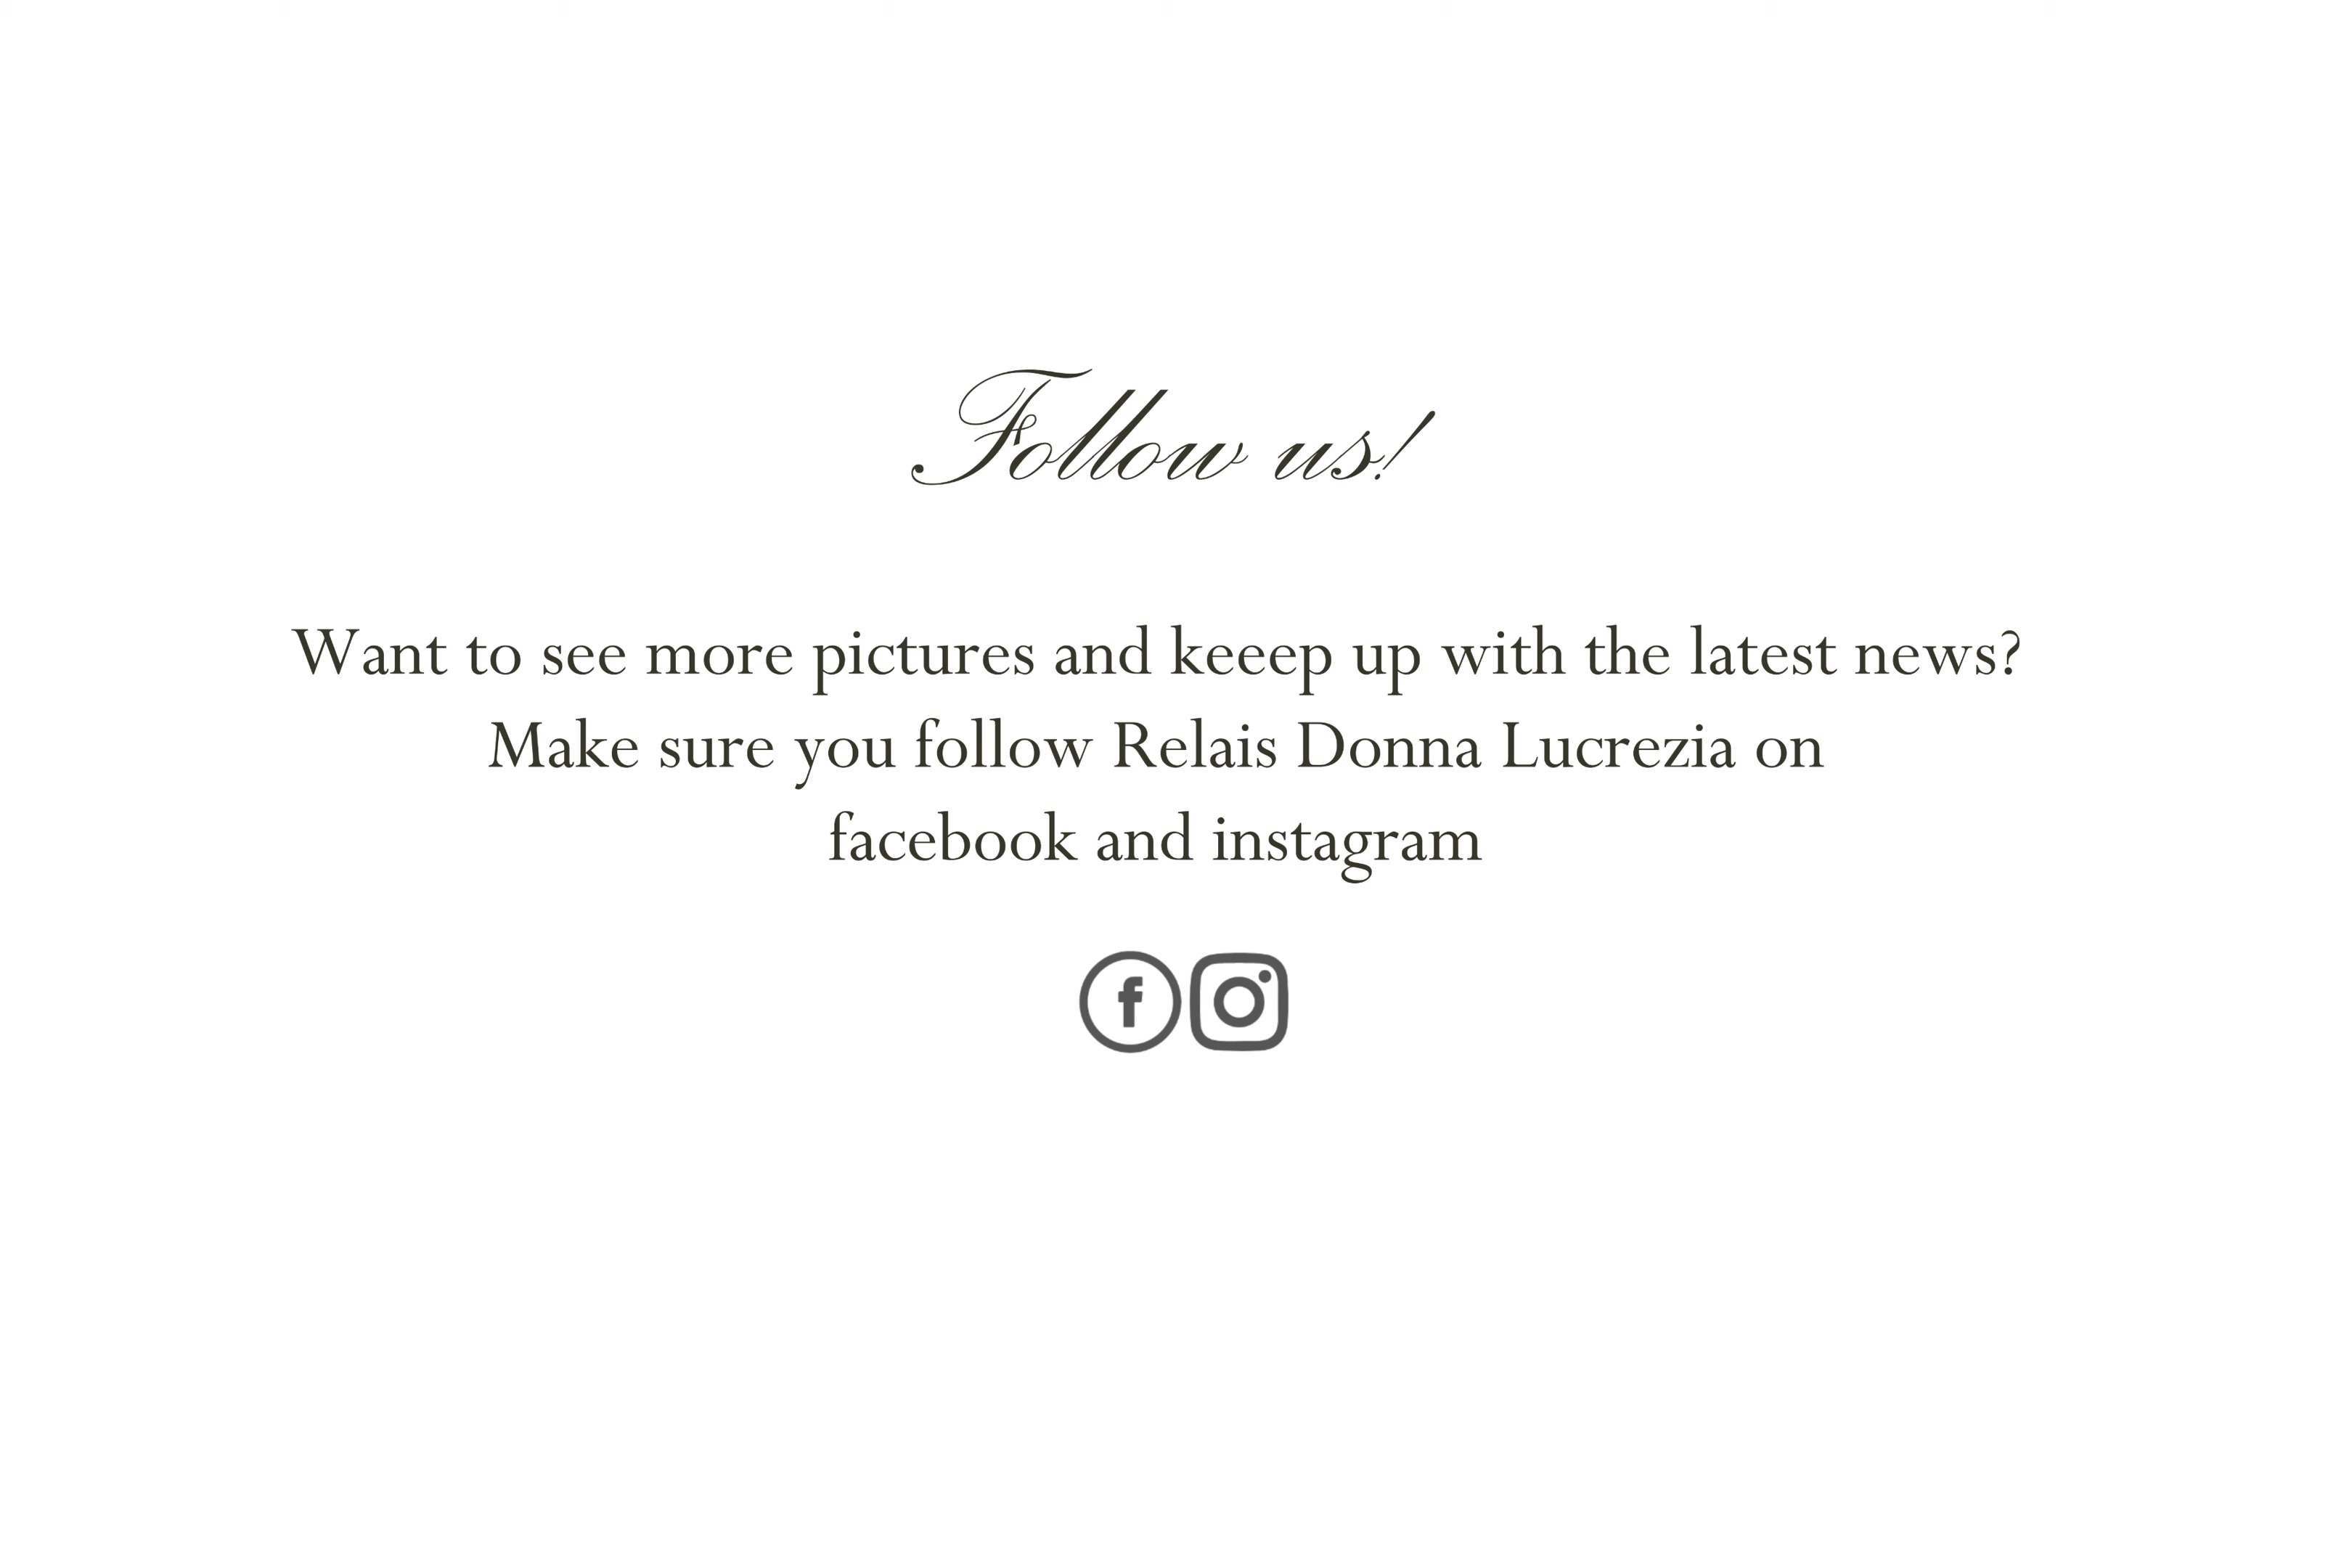 Follow us!
Want to see more pictures and keeep up with the latest news?
Make sure you follow Relais Donna Lucrezia on
facebook and instagram
f